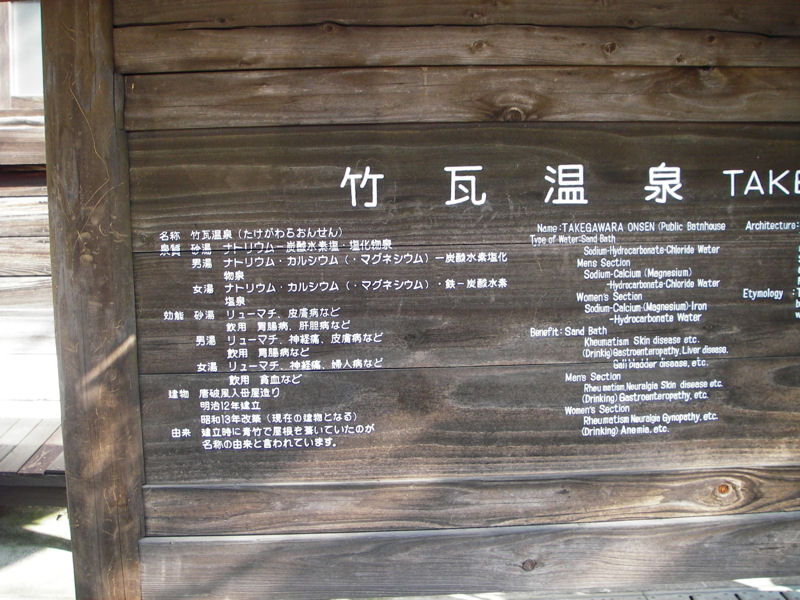 竹瓦温泉 TAKE
名称 竹瓦温泉（たけがわらおんせん）
泉質 砂湯 ナトリウム－炭酸水素塩・塩化物泉
男湯 ナトリウム・カルシウム（・マグネシウム）－炭酸水素塩化
物泉
女湯 ナトリウム・カルシウム（・マグネシウム）・鉄－炭酸水素
塩泉
効能 砂湯 リューマチ、皮膚病など
飲用 胃腸病、肝胆病など
男湯 リューマチ、神経痛、皮膚病など
飲用 胃腸病など
女湯 リューマチ、神経痛、婦人病など
飲用 貧血など
建物 唐破風入母屋造り
明治12年建立
昭和13年改築（現在の建物となる）
由来 建立時に青竹で屋根を葺いていたのが
名称の由来と言われています。
Name:TAKEGAWARA ONSEN (Public Bathhouse
Type of Water:Sand Bath
Sodium-Hydrocarbonate-Chloride Water
Men's Section
Sodium-Calcium (Magnesium)
-Hydrocarbonate-Chloride Water
Women's Section
Sodium-Calcium-(Magnesium)-Iron
-Hydrocarbonate Water
Benefit: Sand Bath
Rheumatism Skin disease etc.
(Drinkig)Gastroenteropathy, Liver disease,
Gall bladder disease, etc.
Men's Section
Rheumatism, Neuralgia Skin disease etc.
(Drinking) Gastroenteropathy, etc.
Women's Section
Rheumatism Neuralgia Gynopathy, etc.
(Drinking) Anemia, etc.
Architecture:
Etymology :